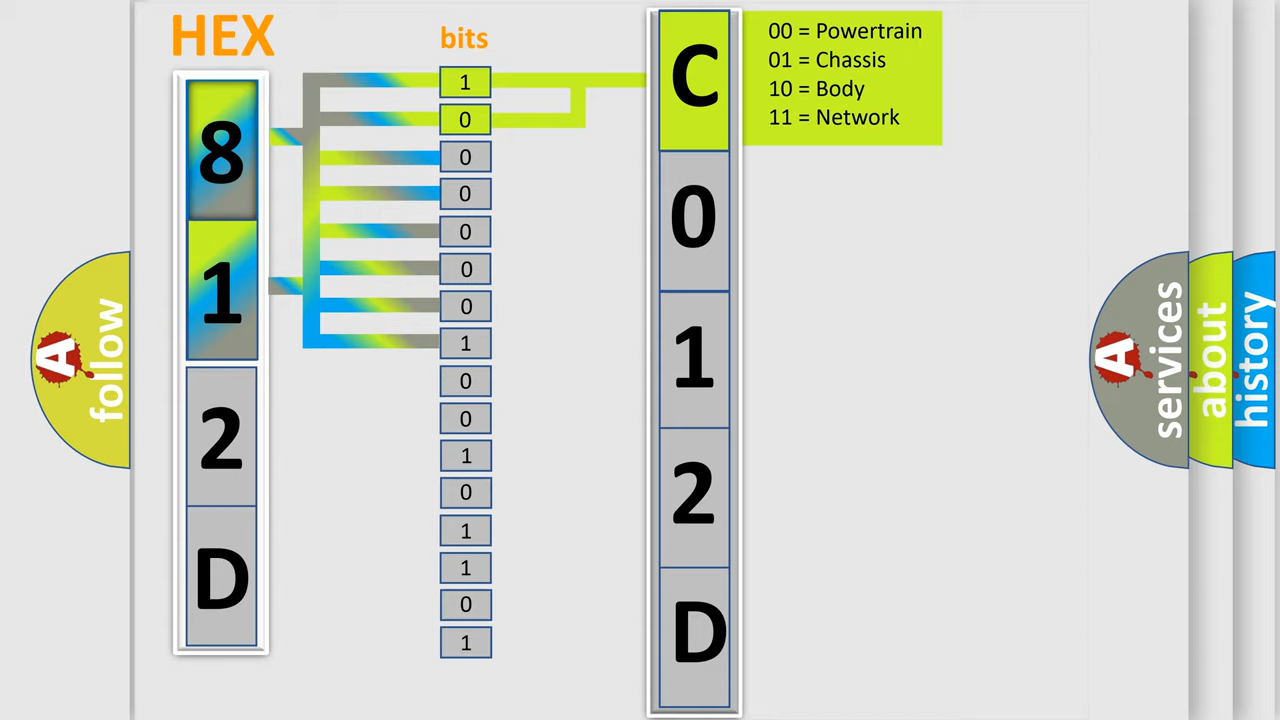 HEX
bits
8
1
2
D
1
0
0
0
0
0
0
1
0
0
1
0
1
1
0
1
C
0
1
2
D
00 = Powertrain
01 = Chassis
10 = Body
11 = Network
A
follow
A
services
about
history